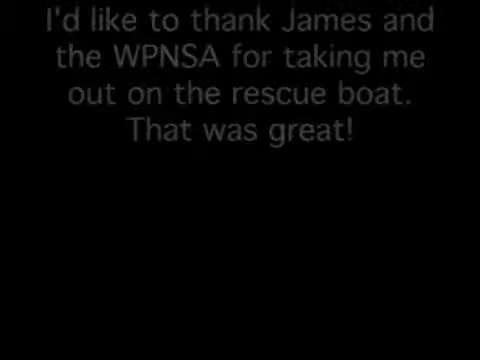 I'd like to thank James and
the WPNSA for taking me
out on the rescue boat.
That was great!